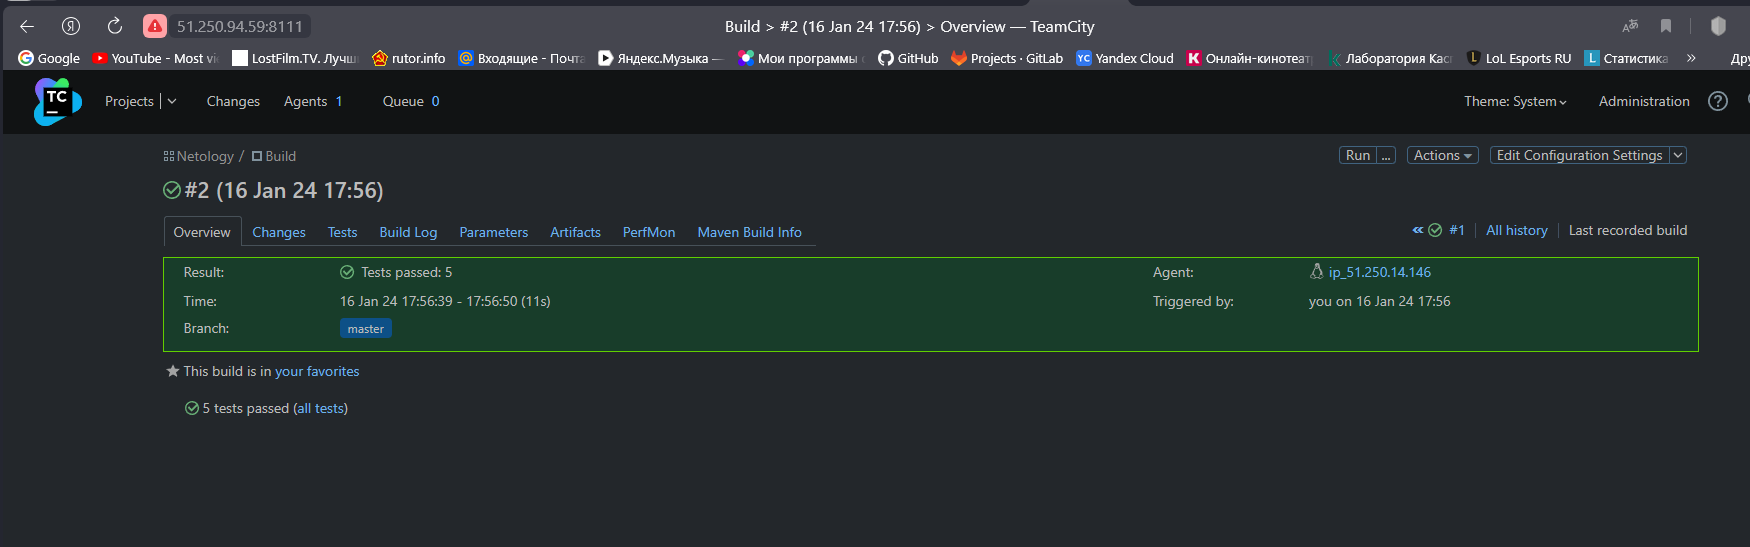 Я 51.250.94.59:8111 Build > #2 (16 Jan 24 17:56) > Overview — TeamCity
Google YouTube - Most vi LostFilm.TV. Лучш rutor.info Входящие - Почта Яндекс.Музыка — Мои программы GitHub Projects · GitLab YC Yandex Cloud K Онлайн-кинотеат Лаборатория Кас L LoL Esports RU L Статистика » Дру
TC Projects Changes Agents 1 Queue 0 Theme: System Administration ?
Netology / Build Run ... Actions Edit Configuration Settings
#2 (16 Jan 24 17:56)
Overview Changes Tests Build Log Parameters Artifacts PerfMon Maven Build Info « #1 All history Last recorded build
Result: Tests passed: 5 Agent: ip_51.250.14.146
Time: 16 Jan 24 17:56:39 - 17:56:50 (11s) Triggered by: you on 16 Jan 24 17:56
Branch: master
This build is in your favorites
5 tests passed (all tests)